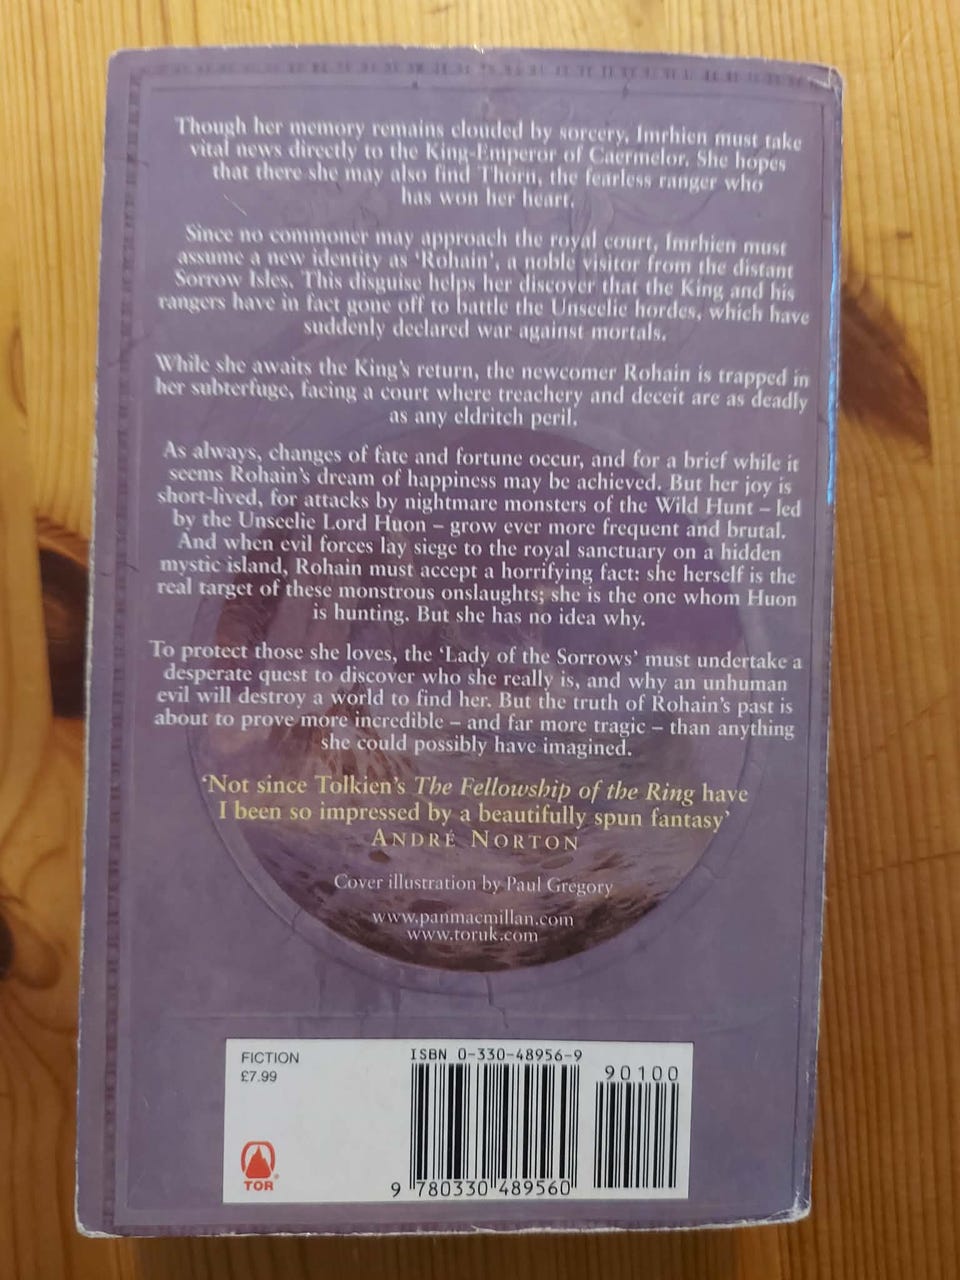 Though her memory remains clouded by sorcery, Imrhien must take
vital news directly to the King-Emperor of Caermelor. She hopes
that there she may also find Thorn, the fearless ranger who
has won her heart.
Since no commoner may approach the royal court, Imrhien must
assume a new identity as ‘Rohain’, a noble visitor from the distant
Sorrow Isles. This disguise helps her discover that the King and his
rangers have in fact gone off to battle the Unseelie hordes, which have
suddenly declared war against mortals.
While she awaits the King’s return, the newcomer Rohain is trapped in
her subterfuge, facing a court where treachery and deceit are as deadly
as any eldritch peril.
As always, changes of fate and fortune occur, and for a brief while it
seems Rohain’s dream of happiness may be achieved. But her joy is
short-lived, for attacks by nightmare monsters of the Wild Hunt – led
by the Unseelie Lord Huon – grow ever more frequent and brutal.
And when evil forces lay siege to the royal sanctuary on a hidden
mystic island, Rohain must accept a horrifying fact: she herself is the
real target of these monstrous onslaughts; she is the one whom Huon
is hunting. But she has no idea why.
To protect those she loves, the ‘Lady of the Sorrows’ must undertake a
desperate quest to discover who she really is, and why an unhuman
evil will destroy a world to find her. But the truth of Rohain’s past is
about to prove more incredible – and far more tragic – than anything
she could possibly have imagined.
‘Not since Tolkien’s The Fellowship of the Ring have
I been so impressed by a beautifully spun fantasy’
ANDRÉ NORTON
Cover illustration by Paul Gregory
www.panmacmillan.com
www.toruk.com
FICTION
£7.99
TOR
ISBN 0-330-48956-9
90100
9 780330 489560